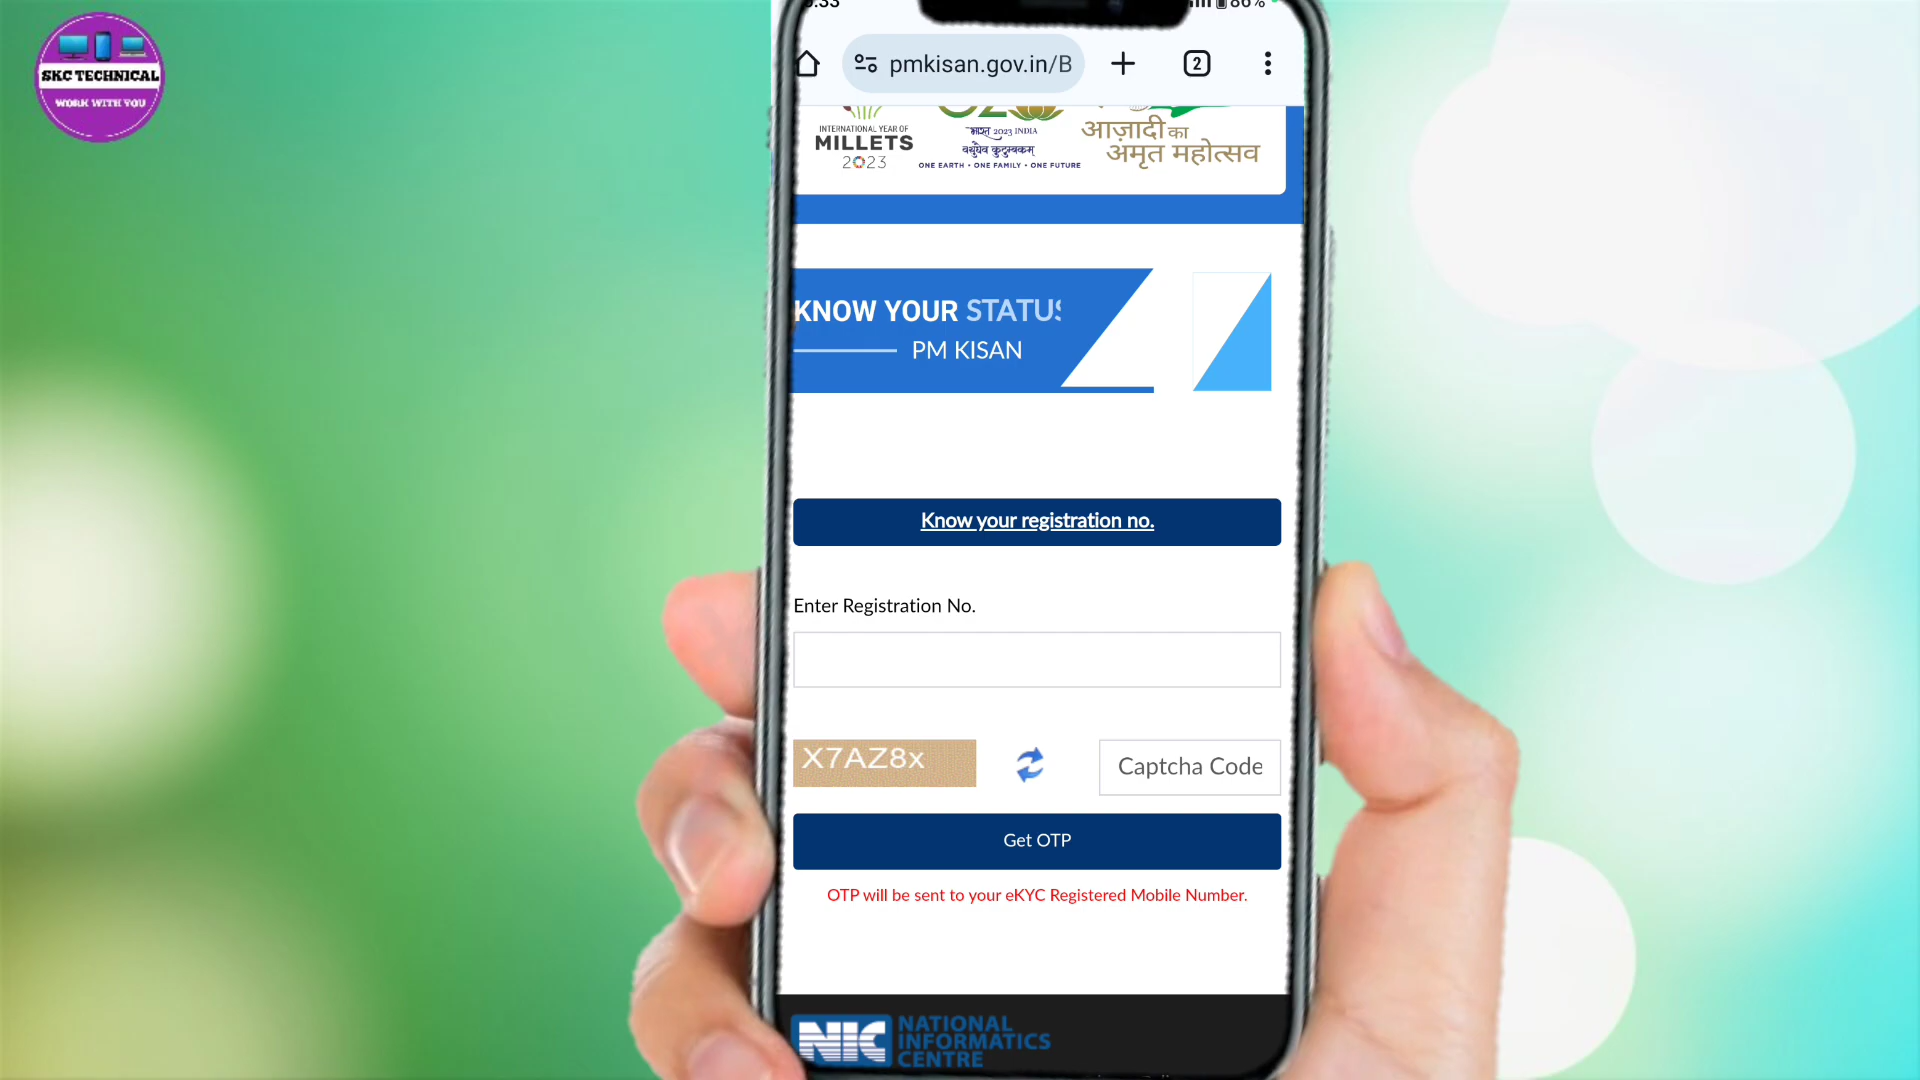 SKC TECHNICAL
WORK WITH YOU
pmkisan.gov.in/B
2
INTERNATIONAL YEAR OF
MILLETS
2023
भारत 2023 INDIA
वसुधैव कुटुम्बकम्
ONE EARTH • ONE FAMILY • ONE FUTURE
आज़ादी का
अमृत महोत्सव
KNOW YOUR STATUS
PM KISAN
Know your registration no.
Enter Registration No.
X7AZ8x
Captcha Code
Get OTP
OTP will be sent to your eKYC Registered Mobile Number.
NIC NATIONAL
INFORMATICS
CENTRE